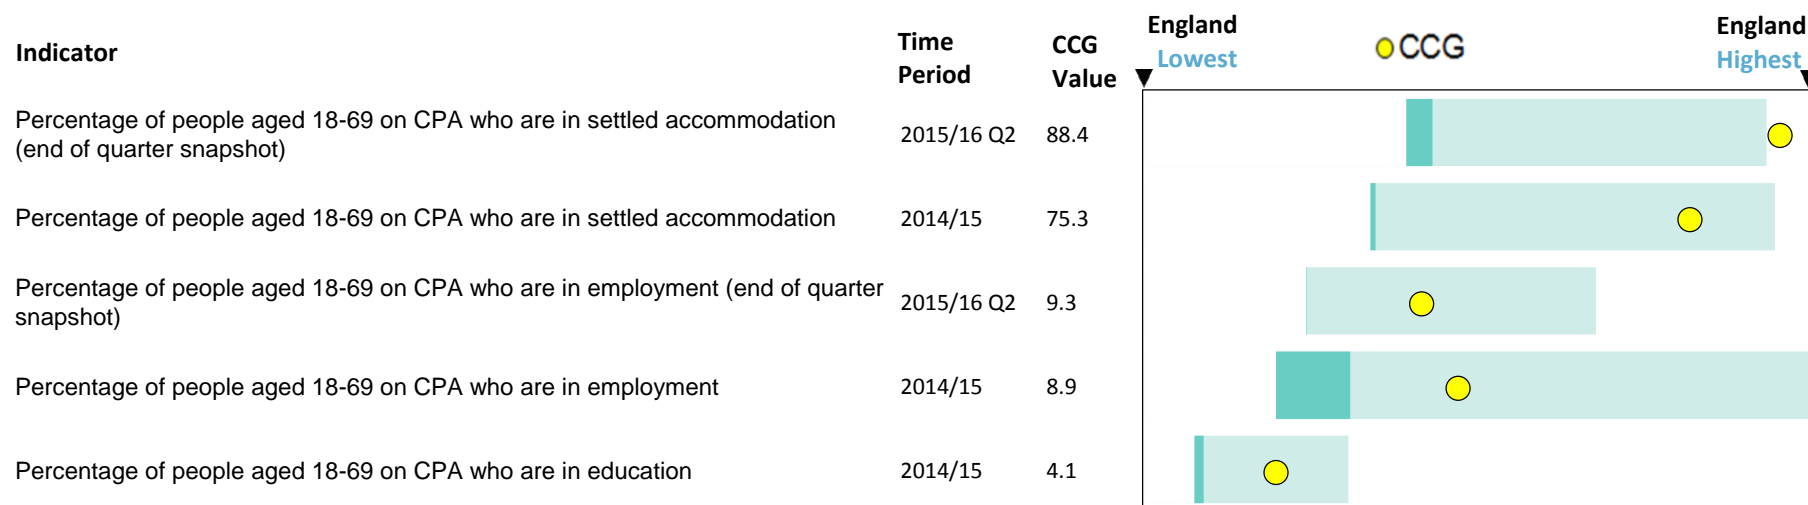 Indicator
Time
Period
CCG
Value
England
Lowest
CCG
England
Highest
Percentage of people aged 18-69 on CPA who are in settled accommodation
(end of quarter snapshot)
2015/16 Q2
88.4
Percentage of people aged 18-69 on CPA who are in settled accommodation
2014/15
75.3
Percentage of people aged 18-69 on CPA who are in employment (end of quarter
snapshot)
2015/16 Q2
9.3
Percentage of people aged 18-69 on CPA who are in employment
2014/15
8.9
Percentage of people aged 18-69 on CPA who are in education
2014/15
4.1